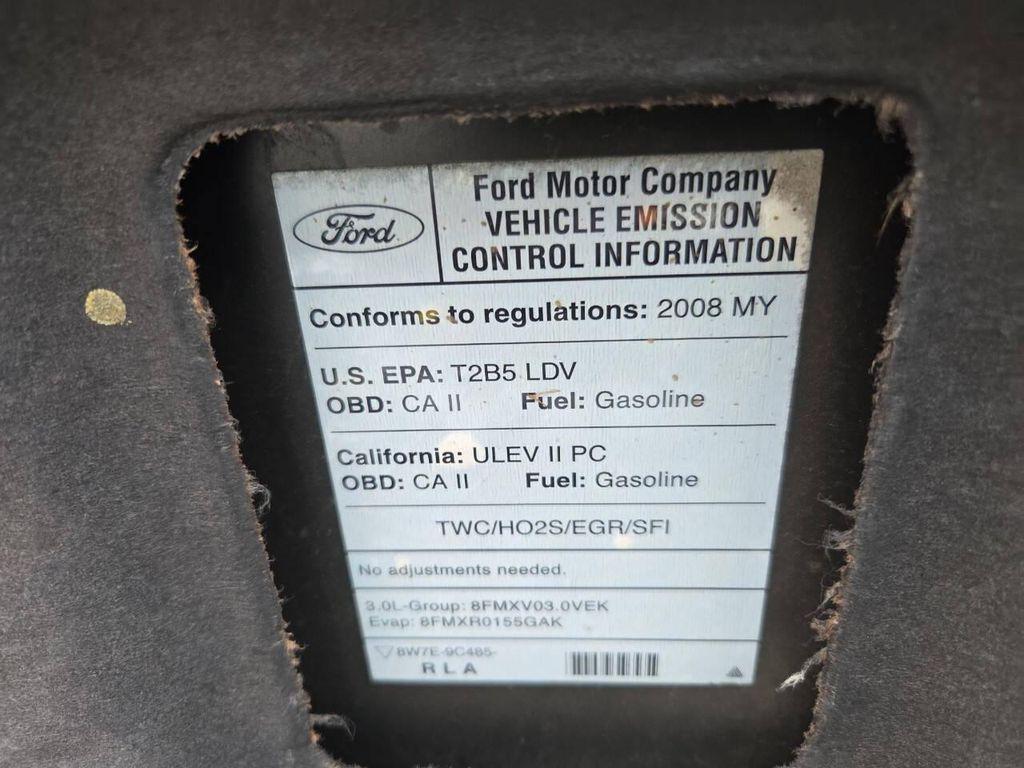 Ford
Ford Motor Company
VEHICLE EMISSION
CONTROL INFORMATION
Conforms to regulations: 2008 MY
U.S. EPA: T2B5 LDV
OBD: CA II Fuel: Gasoline
California: ULEV II PC
OBD: CA II Fuel: Gasoline
TWC/HO2S/EGR/SFI
No adjustments needed.
3.0L-Group: 8FMXV03.0VEK
Evap: 8FMXR0155GAK
8W7E-9C485-
RLA